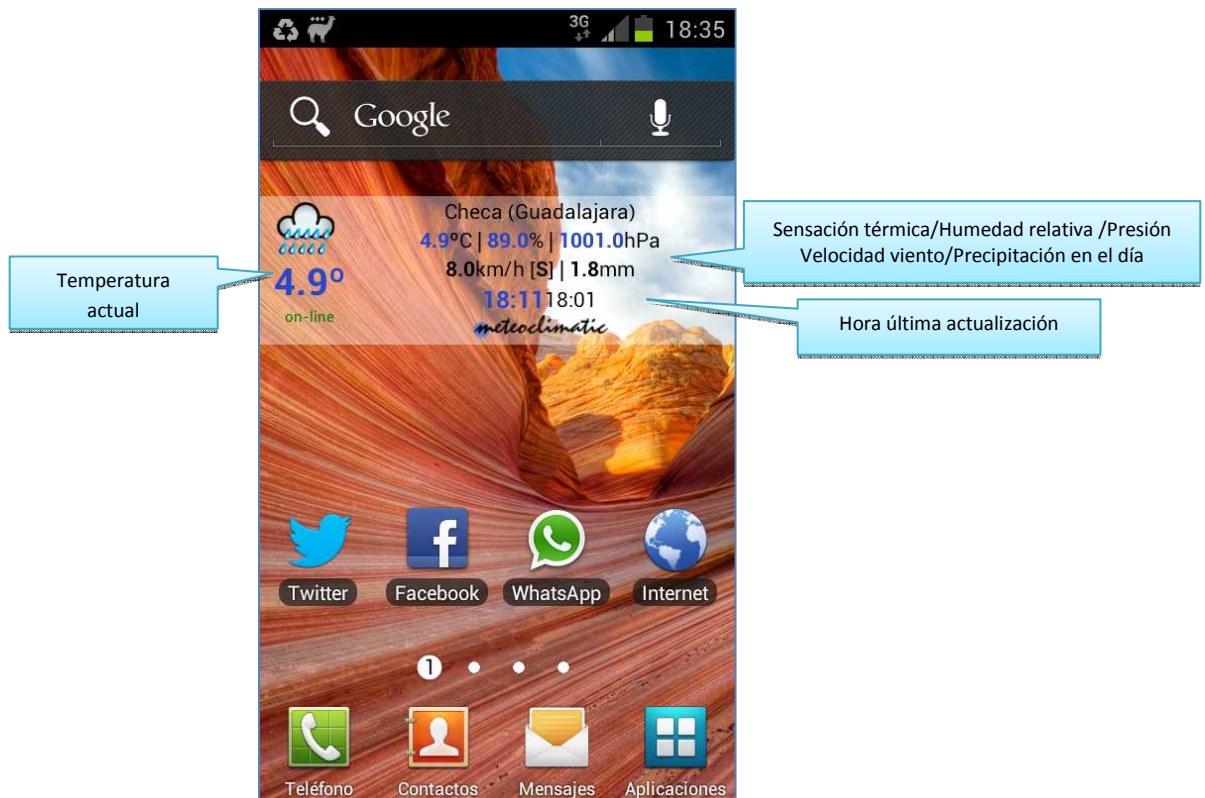 3G
18:35
Google
Checa (Guadalajara)
4.9ºC | 89.0% | 1001.0hPa
8.0km/h [S] | 1.8mm
18:1118:01
meteoclimatic
4.9º
on-line
Temperatura
actual
Sensación térmica/Humedad relativa /Presión
Velocidad viento/Precipitación en el día
Hora última actualización
Twitter
Facebook
WhatsApp
Internet
1
Teléfono
Contactos
Mensajes
Aplicaciones